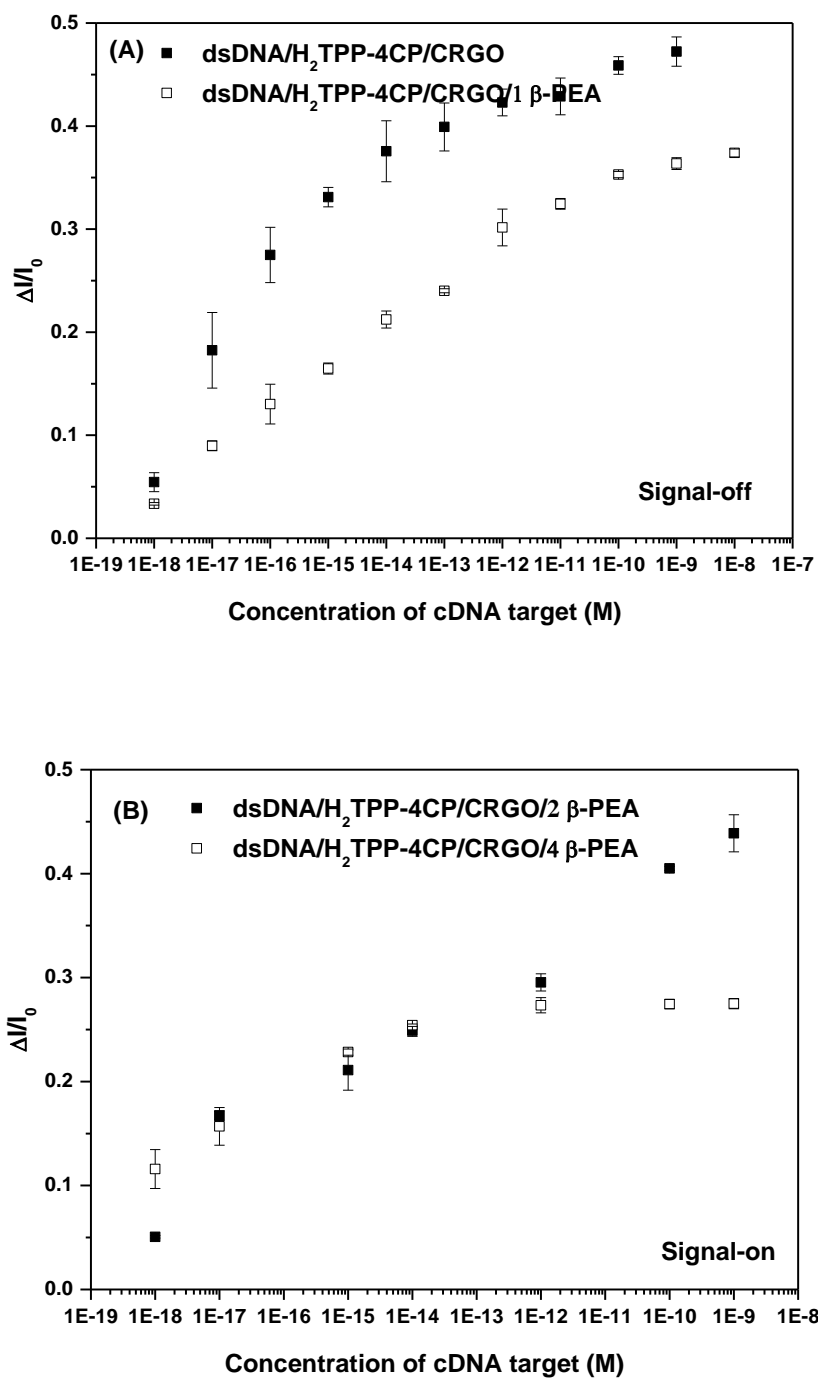 (A)
dsDNA/H₂TPP-4CP/CRGO
dsDNA/H₂TPP-4CP/CRGO/1 β-PEA
0.5
0.4
0.3
0.2
0.1
0.0
ΔI/I₀
Signal-off
1E-19 1E-18 1E-17 1E-16 1E-15 1E-14 1E-13 1E-12 1E-11 1E-10 1E-9 1E-8 1E-7
Concentration of cDNA target (M)
(B)
dsDNA/H₂TPP-4CP/CRGO/2 β-PEA
dsDNA/H₂TPP-4CP/CRGO/4 β-PEA
0.5
0.4
0.3
0.2
0.1
0.0
ΔI/I₀
Signal-on
1E-19 1E-18 1E-17 1E-16 1E-15 1E-14 1E-13 1E-12 1E-11 1E-10 1E-9 1E-8
Concentration of cDNA target (M)